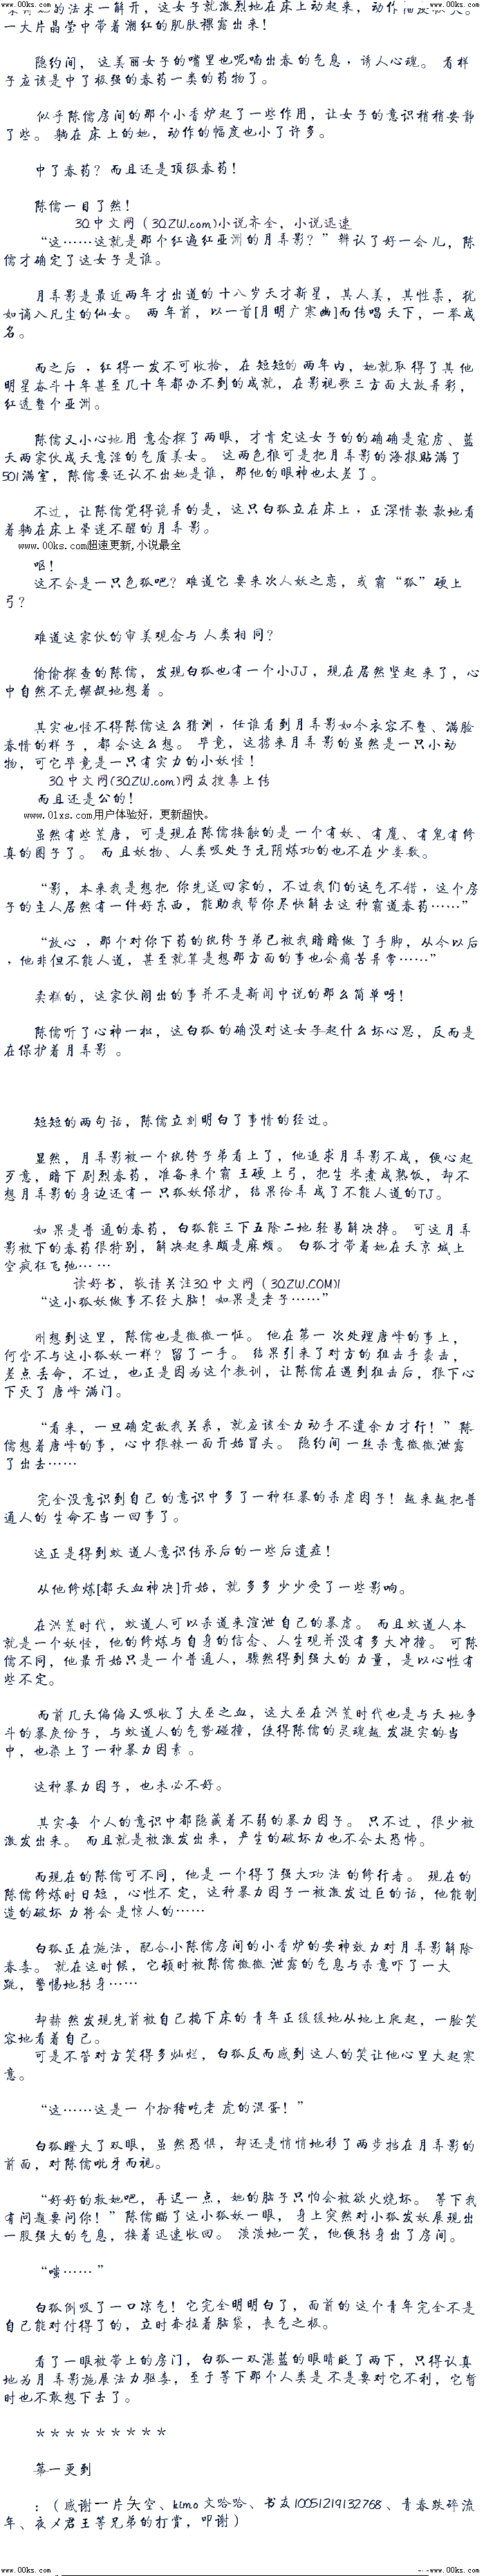 www.00ks.com www.00ks.com
的法术一解开，这女子就激烈地在床上动起来，动作
一大片晶莹中带着潮红的肌肤裸露出来！
隐约间，这美丽女子的嘴里也呢喃出春的气息，诱人心魂。看样
子应该是中了极强的春药一类的药物了。
似乎陈儒房间的那个小香炉起了一些作用，让女子的意识稍稍安静
了些。躺在床上的她，动作的幅度也小了许多。
中了春药？而且还是顶级春药！
陈儒一目了然！
3Q中文网（3QZW.com)小说齐全，小说迅速
“这……这就是那个红遍红亚洲的月弄影？”辨认了好一会儿，陈
儒才确定了这女子是谁。
月弄影是最近两年才出道的十八岁天才新星，其人美，其性柔，犹
如谪入凡尘的仙女。两年前，以一首[月明广寒曲]而传唱天下，一举成
名。
而之后，红得一发不可收拾，在短短的两年内，她就取得了其他
明星奋斗十年甚至几十年都办不到的成就，在影视歌三方面大放异彩，
红透整个亚洲。
陈儒又小心地用意念探了两眼，才肯定这女子的的确确是寇房、蓝
天两家伙成天意淫的气质美女。这两色狼可是把月弄影的海报贴满了
501满室，陈儒要还认不出她是谁，那他的眼神也太差了。
不过，让陈儒觉得诡异的是，这只白狐立在床上，正深情款款地看
着躺在床上晕迷不醒的月弄影。
www.00ks.com超速更新,小说最全
呕！
这不会是一只色狐吧？难道它要来次人妖之恋，或霸“狐”硬上
弓？
难道这家伙的审美观念与人类相同？
偷偷探查的陈儒，发现白狐也有一个小JJ，现在居然坚起来了，心
中自然不无龌龊地想着。
其实也怪不得陈儒这么猜测，任谁看到月弄影如今衣容不整、满脸
春情的样子，都会这么想。毕竟，这掳来月弄影的虽然是一只小动
物，可它毕竟是一只有实力的小妖怪！
3Q中文网(3QZW.com)网友搜集上传
而且还是公的！
www.01xs.com用户体验好，更新超快。
虽然有些荒唐，可是现在陈儒接触的是一个有妖、有魔、有鬼有修
真的圈子了。而且妖物、人类吸处子元阴炼功的也不在少娄数。
“影，本来我是想把你先送回家的，不过我们的运气不错，这个房
子的主人居然有一件好东西，能助我帮你尽快解去这种霸道春药……”
“放心，那个对你下药的纨绔子弟已被我暗暗做了手脚，从今以后
，他非但不能人道，甚至就算是想那方面的事也会痛苦异常……”
卖糕的，这家伙闹出的事并不是新闻中说的那么简单呀！
陈儒听了心神一松，这白狐的确没对这女子起什么坏心思，反而是
在保护着月弄影。
短短的两句话，陈儒立刻明白了事情的经过。
显然，月弄影被一个纨绔子弟看上了，他追求月弄影不成，便心起
歹意，暗下剧烈春药，准备来个霸王硬上弓，把生米煮成熟饭，却不
想月弄影的身边还有一只狐妖保护，结果给弄成了不能人道的TJ。
如果是普通的春药，白狐能三下五除二地轻易解决掉。可这月弄
影被下的春药很特别，解决起来颇是麻烦。白狐才带着她在天京城上
空疯狂飞弛……
读好书，敬请关注3Q中文网（3QZW.COM)l
“这小狐妖做事不经大脑！如果是老子……”
刚想到这里，陈儒也是微微一怔。他在第一次处理唐峰的事上，
何尝不与这小狐妖一样？留了一手。结果引来了对方的狙击手袭击，
差点丢命，不过，也正是因为这个教训，让陈儒在遇到狙击后，狠下心
下灭了唐峰满门。
“看来，一旦确定敌我关系，就应该全力动手不遗余力才行！”陈
儒想着唐峰的事，心中狠辣一面开始冒头。隐约间一丝杀意微微泄露
了出去……
完全没意识到自己的意识中多了一种狂暴的杀虐因子！越来越把普
通人的生命不当一回事了。
这正是得到蚊道人意识传承后的一些后遗症！
从他修炼[都天血神决]开始，就多多少少受了一些影响。
在洪荒时代，蚊道人可以杀道来渲泄自己的暴虐。而且蚊道人本
就是一个妖怪，他的修炼与自身的信念、人生观并没有多大冲撞。可陈
儒不同，他最开始只是一个普通人，骤然得到强大的力量，是以心性有
些不定。
而前几天偏偏又吸收了大巫之血，这大巫在洪荒时代也是与天地争
斗的暴戾份子，与蚊道人的气势碰撞，使得陈儒的灵魂越发凝实的当
中，也染上了一种暴力因素。
这种暴力因子，也未必不好。
其实每个人的意识中都隐藏着不弱的暴力因子。只不过，很少被
激发出来。而且就是被激发出来，产生的破坏力也不会太恐怖。
而现在的陈儒可不同，他是一个得了强大功法的修行者。现在的
陈儒修炼时日短，心性不定，这种暴力因子一被激发过巨的话，他能制
造的破坏力将会是惊人的……
白狐正在施法，配合小陈儒房间的小香炉的安神效力对月弄影解除
春毒。就在这时候，它顿时被陈儒微微泄露的气息与杀意吓了一大
跳，警惕地转身……
却赫然发现先前被自己搞下床的青年正缓缓地从地上爬起，一脸笑
容地看着自己。
可是不管对方笑得多灿烂，白狐反而感到这人的笑让他心里大起寒
意。
“这……这是一个扮猪吃老虎的混蛋！”
白狐瞪大了双眼，虽然恐惧，却还是悄悄地移了两步挡在月弄影的
前面，对陈儒呲牙而视。
“好好的救她吧，再迟一点，她的脑子只怕会被欲火烧坏。等下我
有问题要问你！”陈儒瞄了这小狐妖一眼，身上突然对小狐发妖展现出
一股强大的气息，接着迅速收回。淡淡地一笑，他便转身出了房间。
“嗤……”
白狐倒吸了一口凉气！它完全明明白了，面前的这个青年完全不是
自己能对付得了的，立时耷拉着脑袋，丧气之极。
看了一眼被带上的房门，白狐一双湛蓝的眼睛眨了两下，只得认真
地为月弄影施展法力驱毒，至于等下那个人类是不是要对它不利，它暂
时也不敢想下去了。
＊＊＊＊＊＊＊＊＊
第一更到
：（感谢一片矢空、kimo文哈哈、书友10051219132768、青春跌碎流
年、夜メ君王等兄弟的打赏，叩谢）
www.00ks.com www.00ks.com